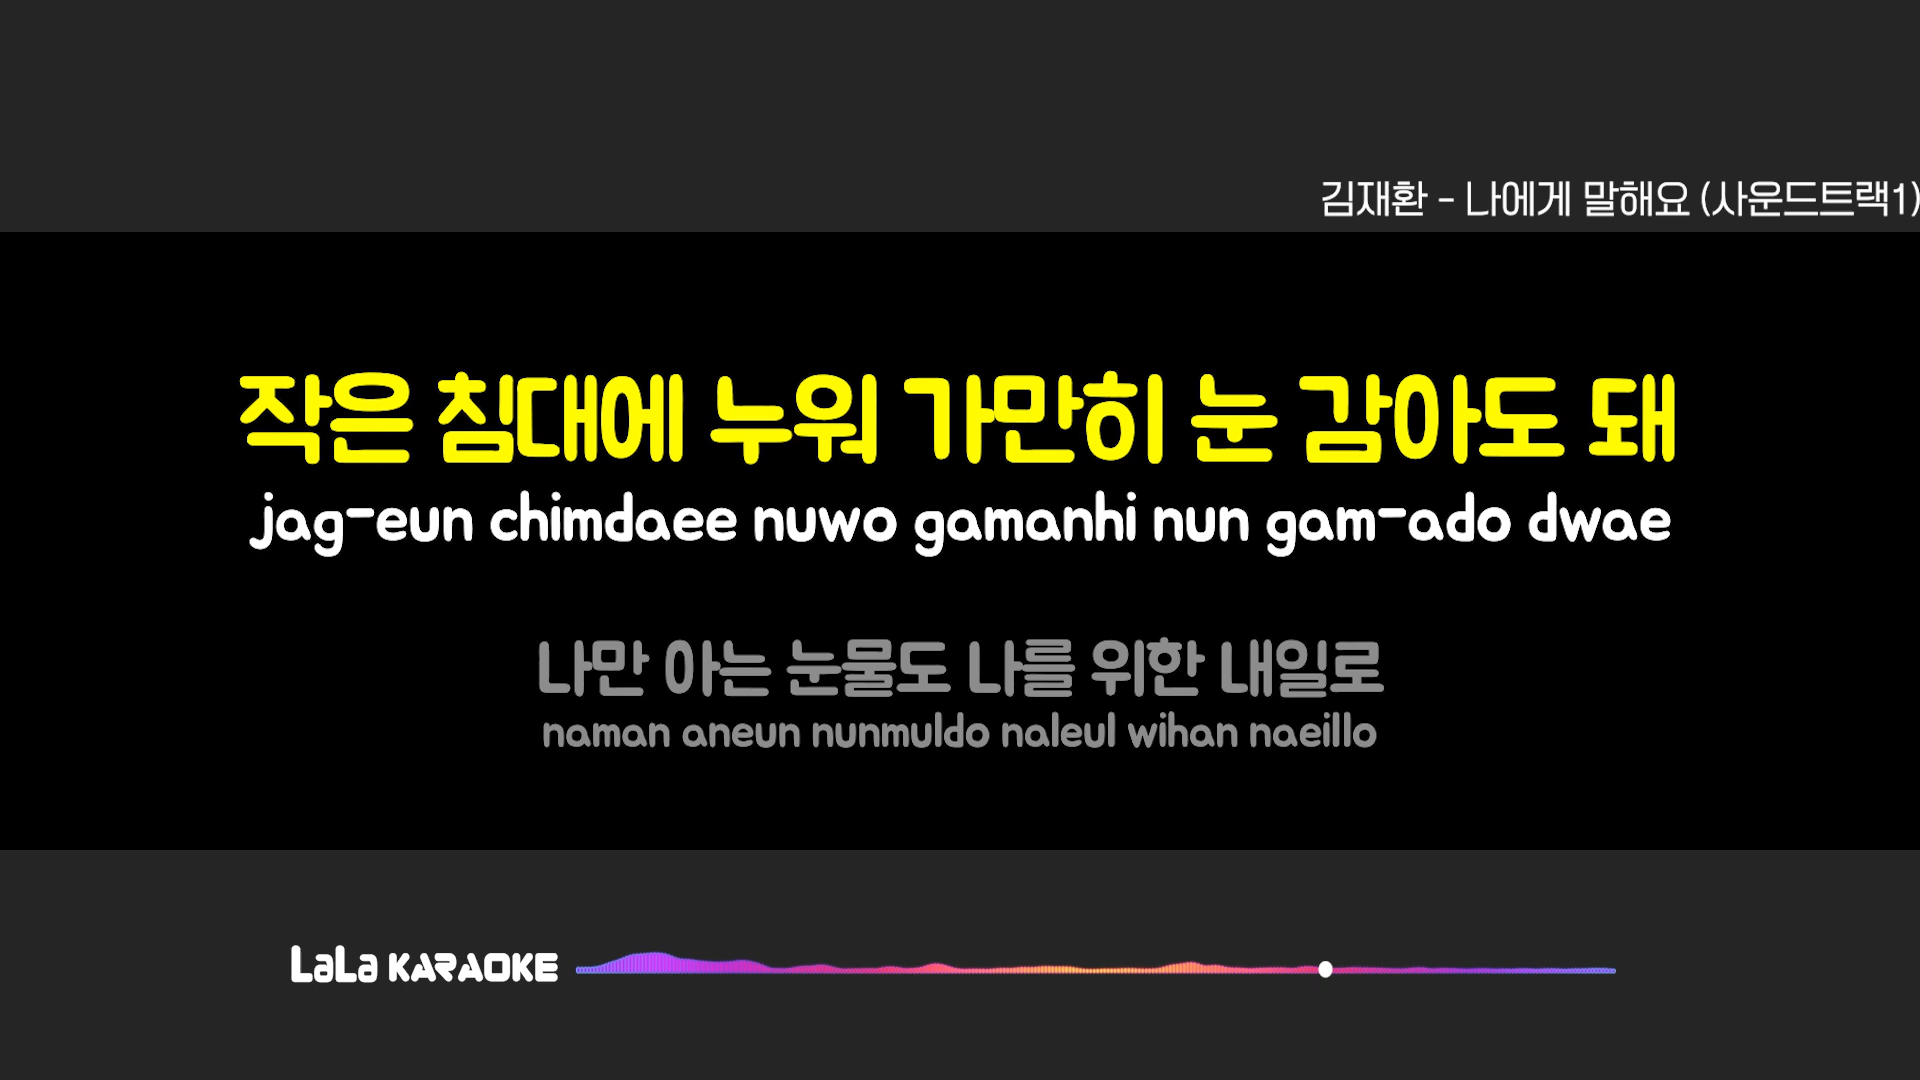 김재환 - 나에게 말해요 (사운드트랙1)
작은 침대에 누워 가만히 눈 감아도 돼
jag-eun chimdaee nuwo gamanhi nun gam-ado dwae
나만 아는 눈물도 나를 위한 내일로
naman aneun nunmuldo naleul wihan naeillo
LaLa KARAOKE